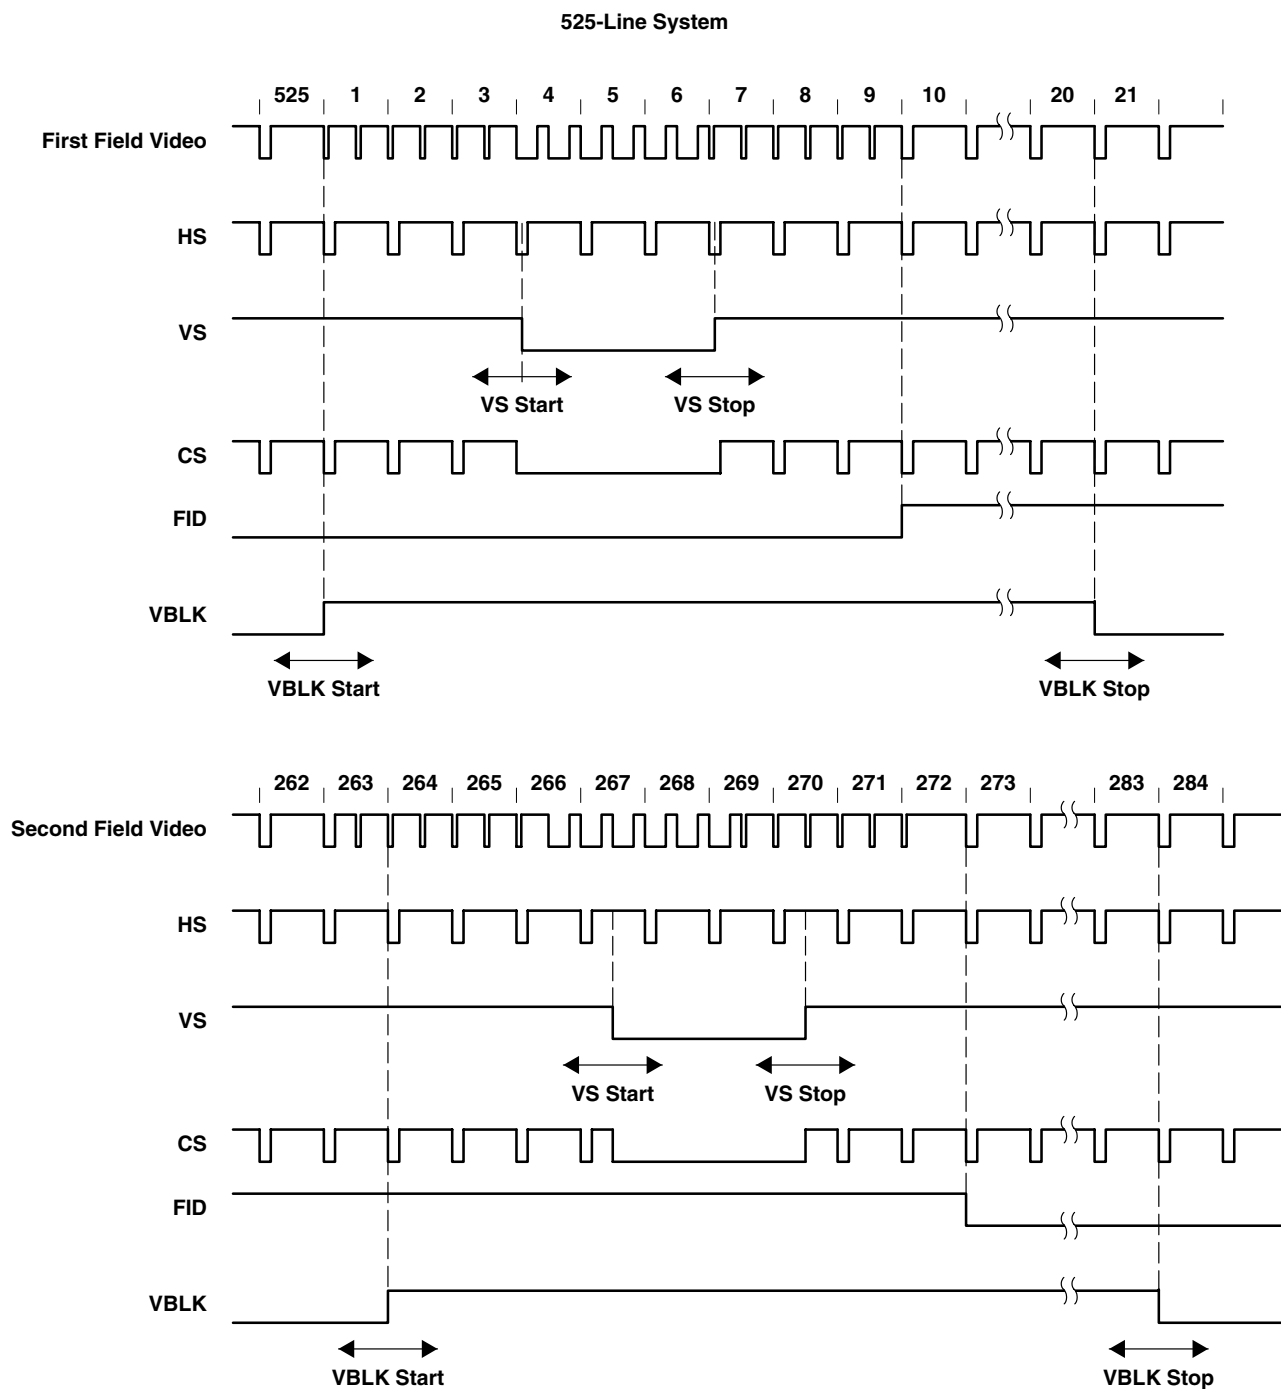 525-Line System
525 1 2 3 4 5 6 7 8 9 10 20 21
First Field Video
HS
VS
VS Start VS Stop
CS
FID
VBLK
VBLK Start VBLK Stop
262 263 264 265 266 267 268 269 270 271 272 273 283 284
Second Field Video
HS
VS
VS Start VS Stop
CS
FID
VBLK
VBLK Start VBLK Stop